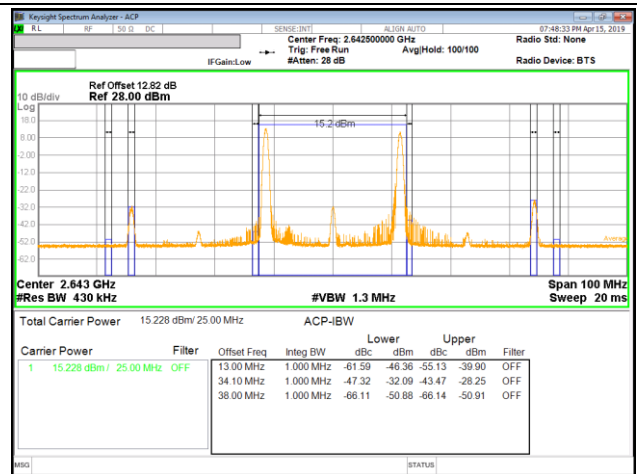 Keysight Spectrum Analyzer - ACP
RL RF 50 Ω DC SENSE:INT ALIGN AUTO 07:48:33 PM Apr 15, 2019
Center Freq: 2.642500000 GHz Radio Std: None
Trig: Free Run Avg|Hold: 100/100
IFGain:Low #Atten: 28 dB Radio Device: BTS
Ref Offset 12.82 dB
10 dB/div Ref 28.00 dBm
Log
18.0
15.2 dBm
8.00
-2.00
-12.0
-22.0
-32.0
-42.0
-52.0 Average
-62.0
Center 2.643 GHz Span 100 MHz
#Res BW 430 kHz #VBW 1.3 MHz Sweep 20 ms
Total Carrier Power 15.228 dBm/ 25.00 MHz ACP-IBW
Lower Upper
Carrier Power Filter Offset Freq Integ BW dBc dBm dBc dBm Filter
1 15.228 dBm / 25.00 MHz OFF 13.00 MHz 1.000 MHz -61.59 -46.36 -55.13 -39.90 OFF
34.10 MHz 1.000 MHz -47.32 -32.09 -43.47 -28.25 OFF
38.00 MHz 1.000 MHz -66.11 -50.88 -66.14 -50.91 OFF
MSG STATUS